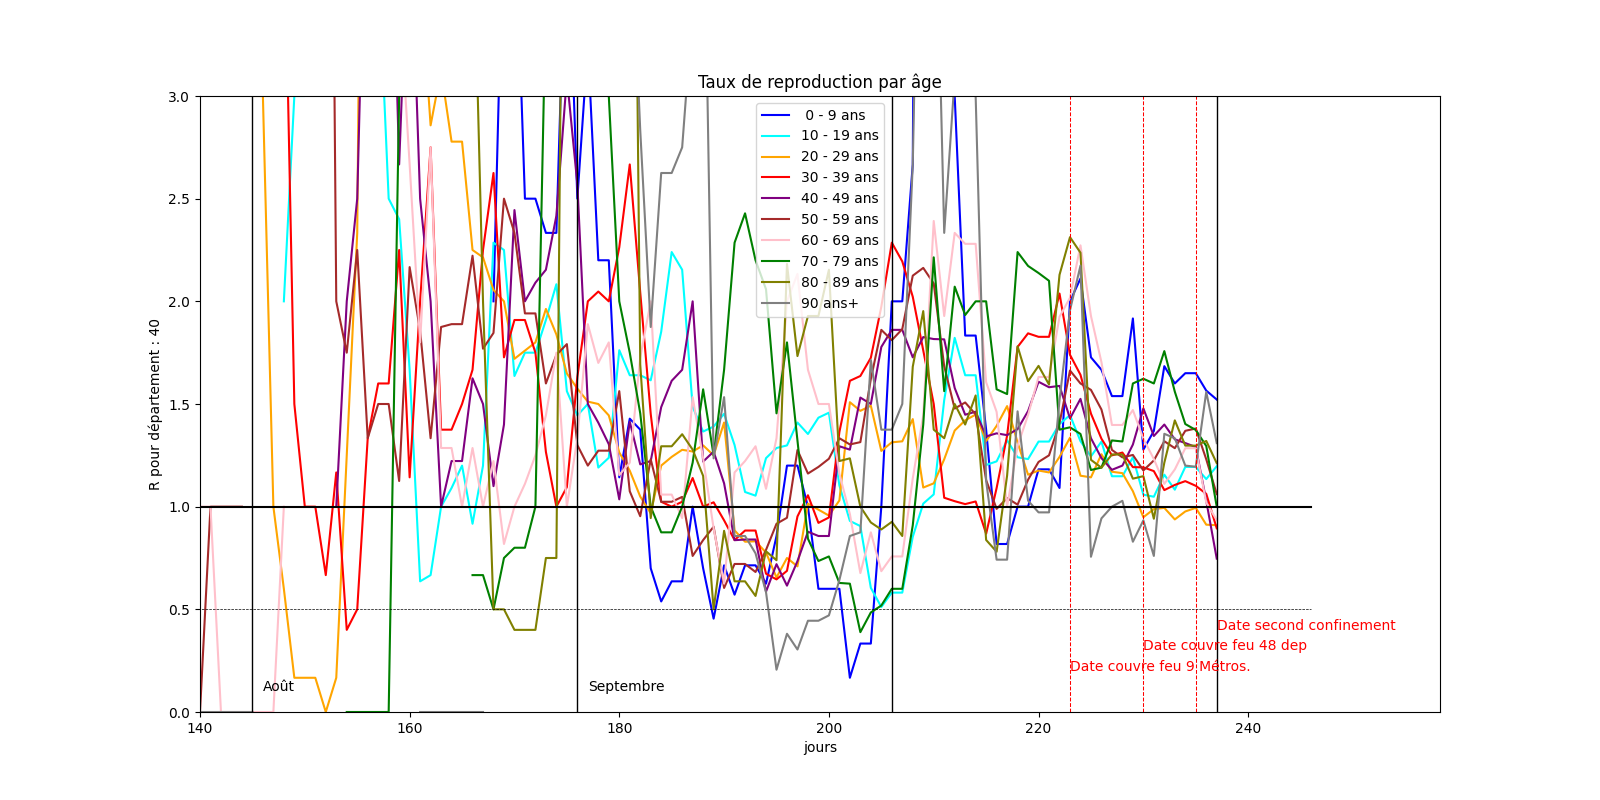 Taux de reproduction par âge
R pour département : 40
3.0
2.5
2.0
1.5
1.0
0.5
0.0
0 - 9 ans
10 - 19 ans
20 - 29 ans
30 - 39 ans
40 - 49 ans
50 - 59 ans
60 - 69 ans
70 - 79 ans
80 - 89 ans
90 ans+
Date second confinement
Date couvre feu 48 dep
Date couvre feu 9 Métros.
Août
Septembre
140
160
180
200
220
240
jours